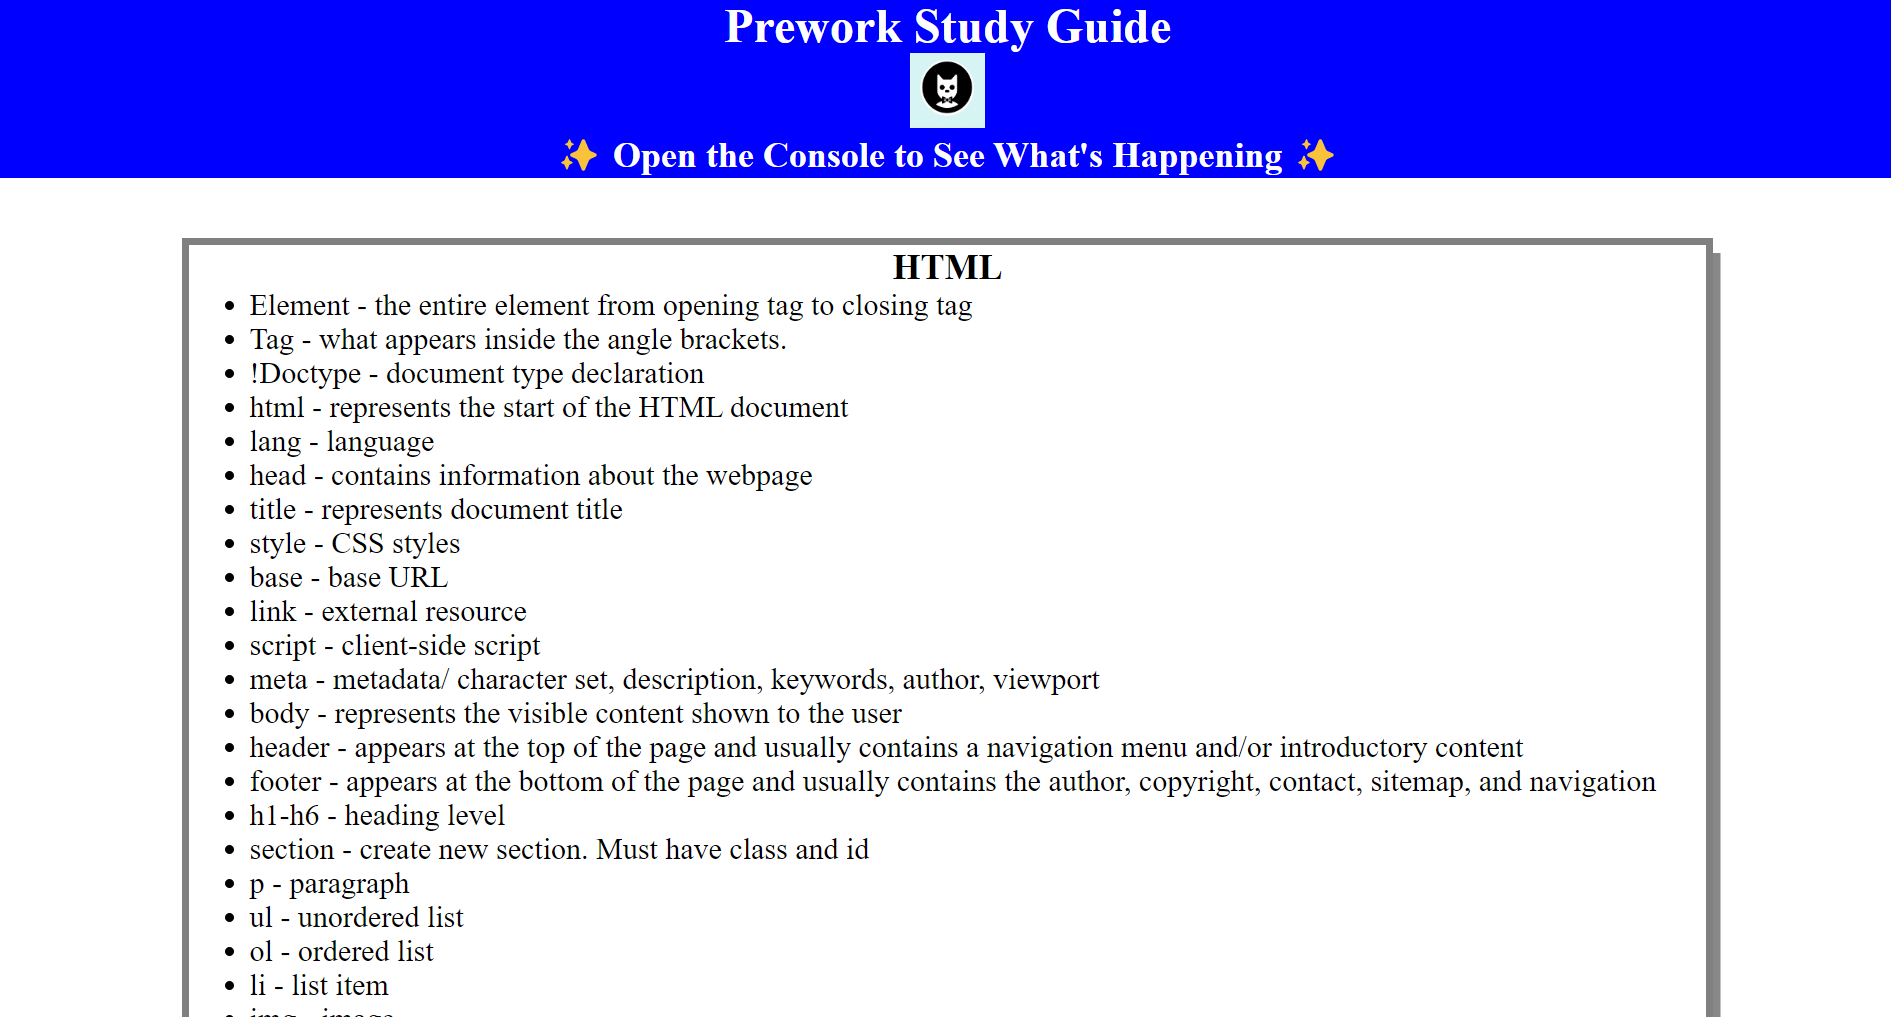 Prework Study Guide
✨ Open the Console to See What's Happening ✨
HTML
• Element - the entire element from opening tag to closing tag
• Tag - what appears inside the angle brackets.
• !Doctype - document type declaration
• html - represents the start of the HTML document
• lang - language
• head - contains information about the webpage
• title - represents document title
• style - CSS styles
• base - base URL
• link - external resource
• script - client-side script
• meta - metadata/ character set, description, keywords, author, viewport
• body - represents the visible content shown to the user
• header - appears at the top of the page and usually contains a navigation menu and/or introductory content
• footer - appears at the bottom of the page and usually contains the author, copyright, contact, sitemap, and navigation
• h1-h6 - heading level
• section - create new section. Must have class and id
• p - paragraph
• ul - unordered list
• ol - ordered list
• li - list item
• img - image